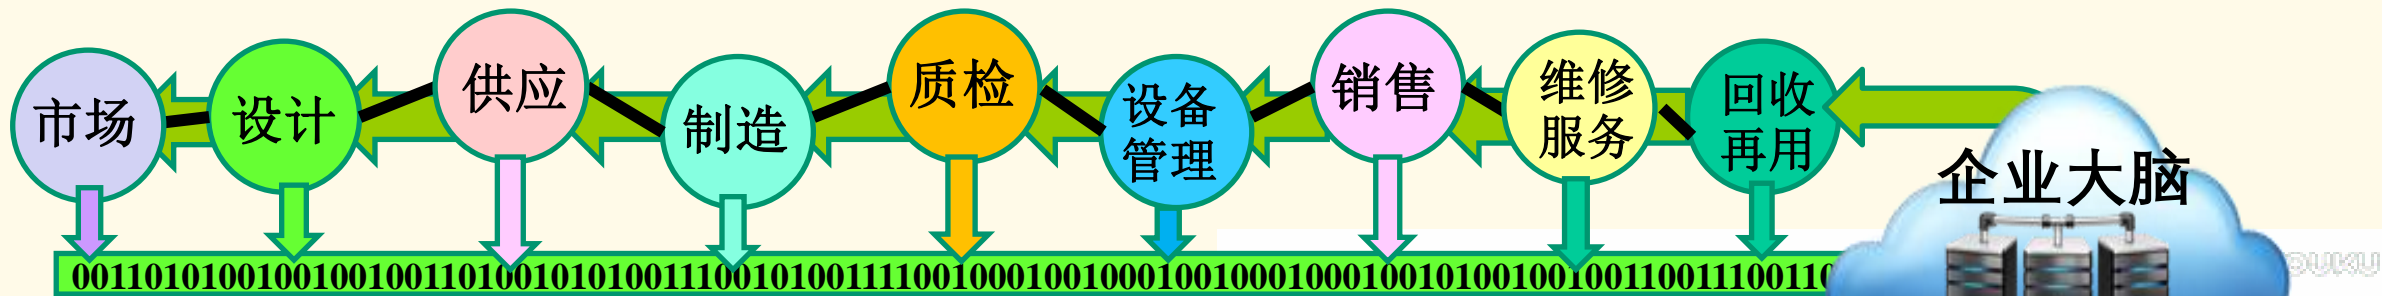 市场
设计
供应
制造
质检
设备
管理
销售
维修
服务
回收
再用
企业大脑